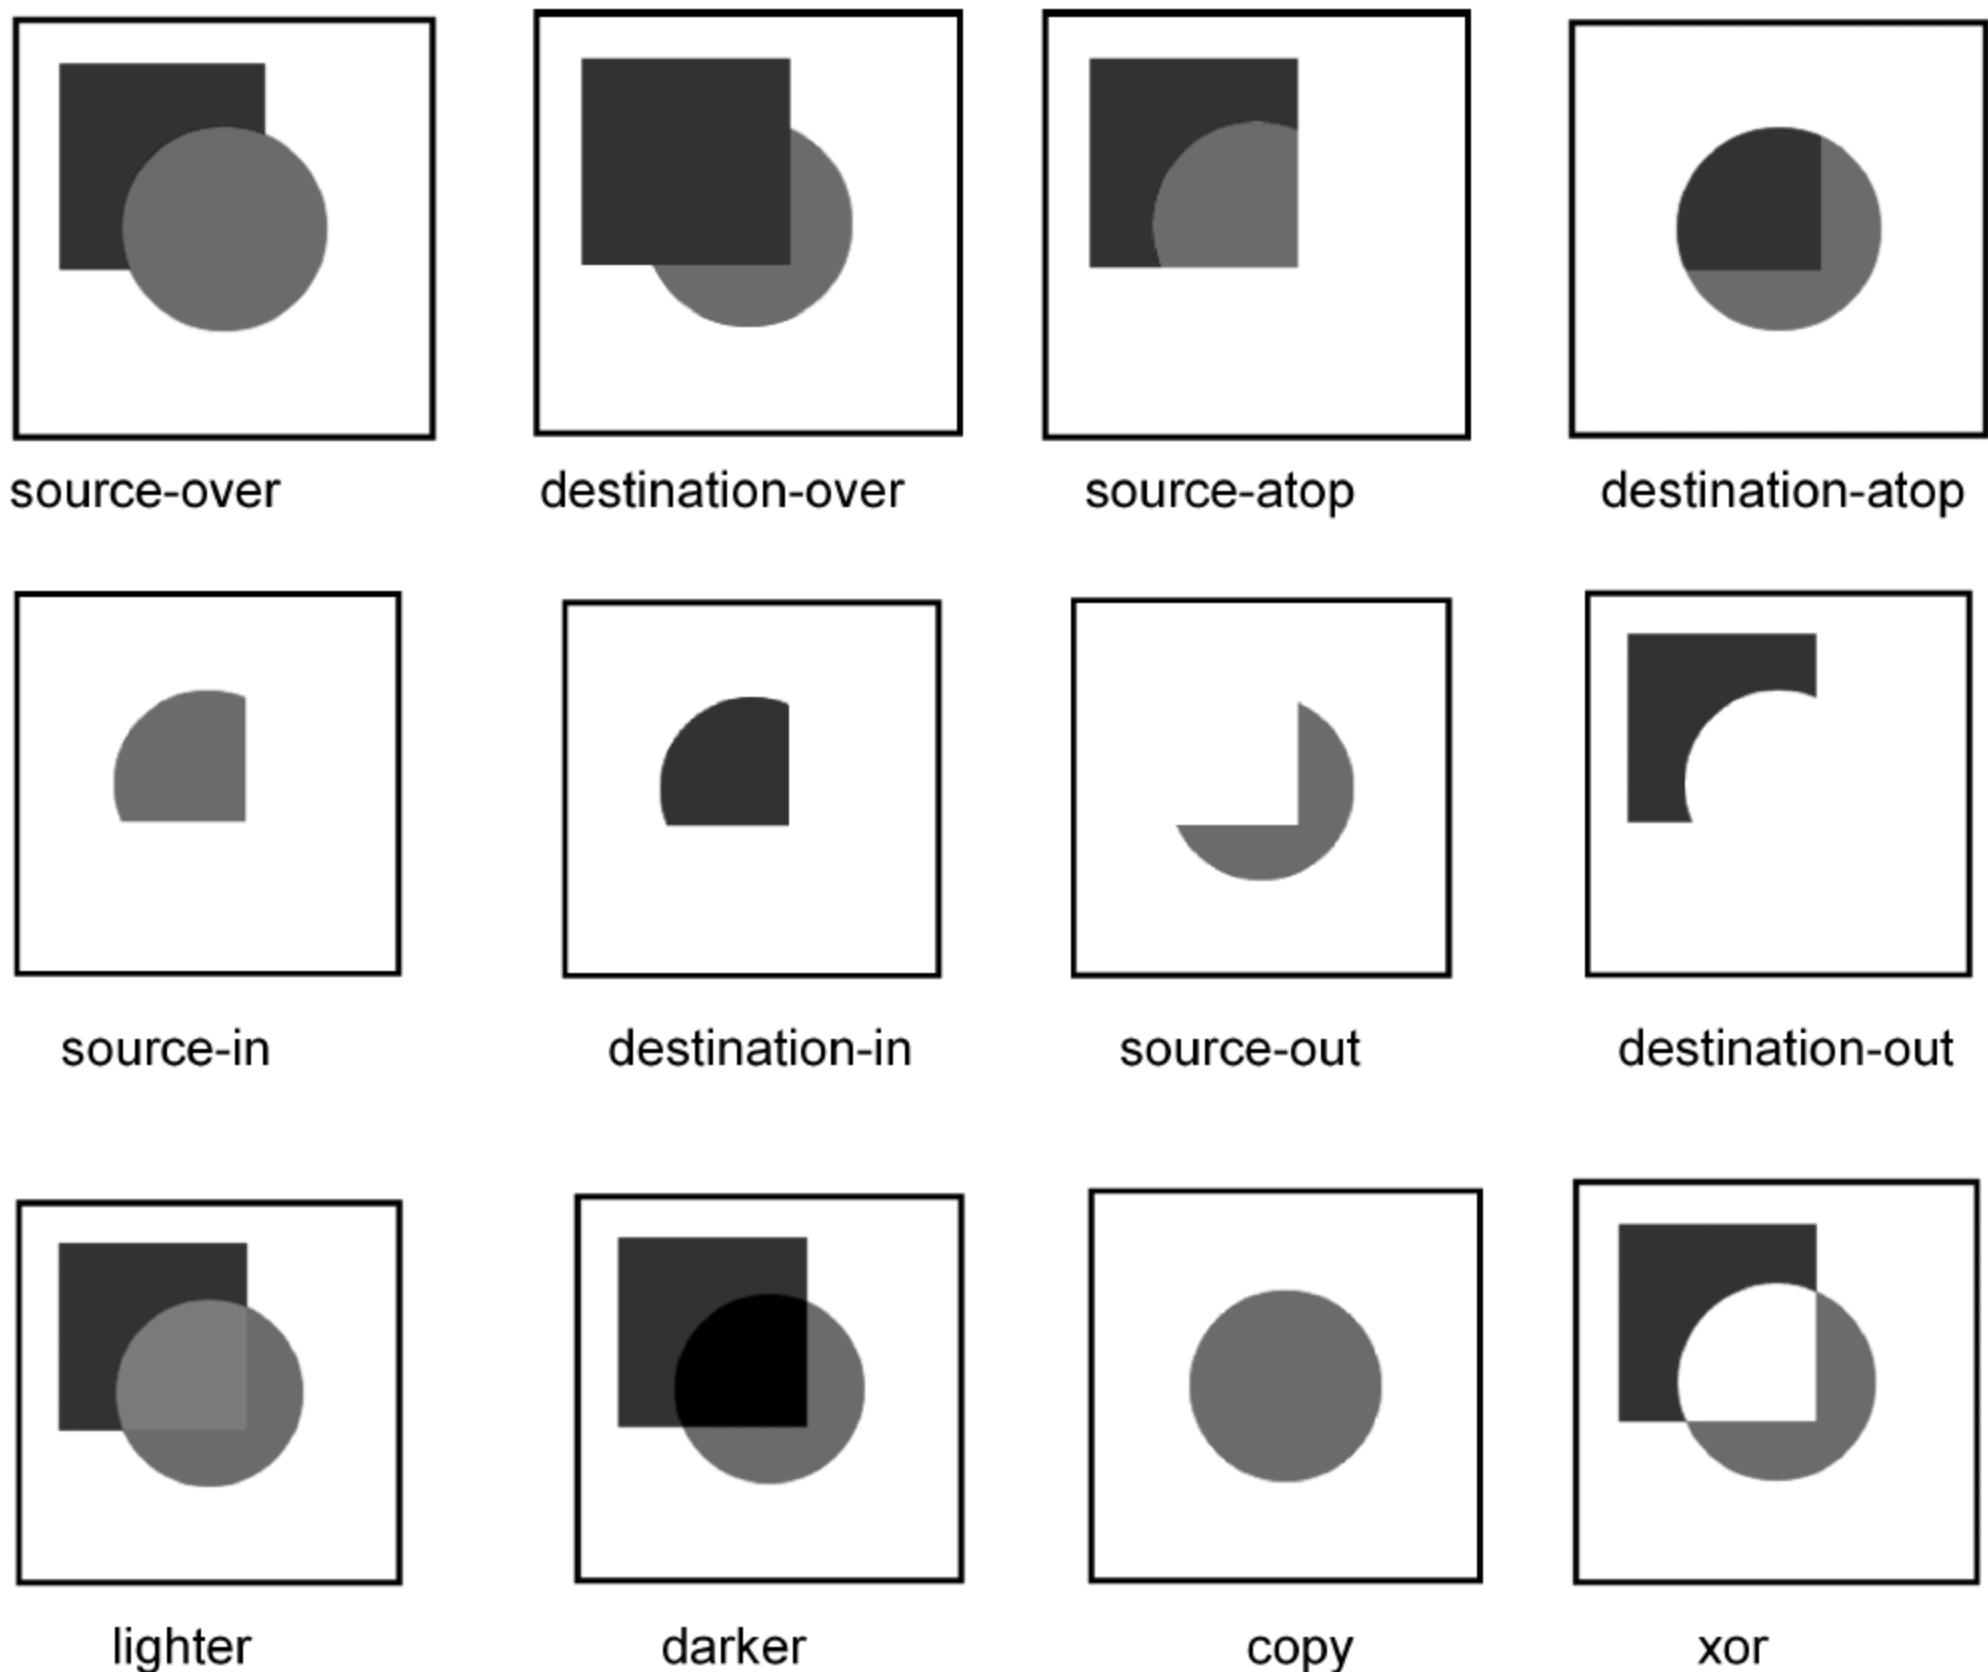 source-over
destination-over
source-atop
destination-atop
source-in
destination-in
source-out
destination-out
lighter
darker
copy
xor